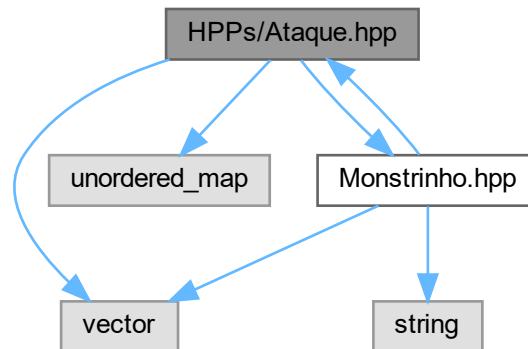 HPPs/Ataque.hpp
unordered_map
Monstrinho.hpp
vector
string